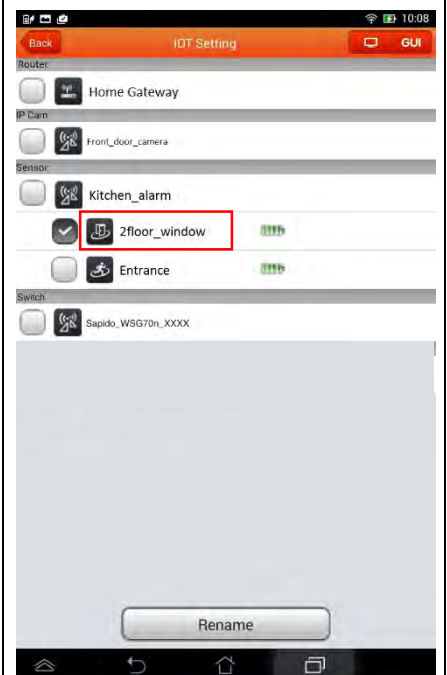 10:08
Back
IOT Setting
GUI
Router
Home Gateway
IP Cam
Front_door_camera
Sensor
Kitchen_alarm
2floor_window
Entrance
Switch
Sapido_WSG70n_XXXX
Rename